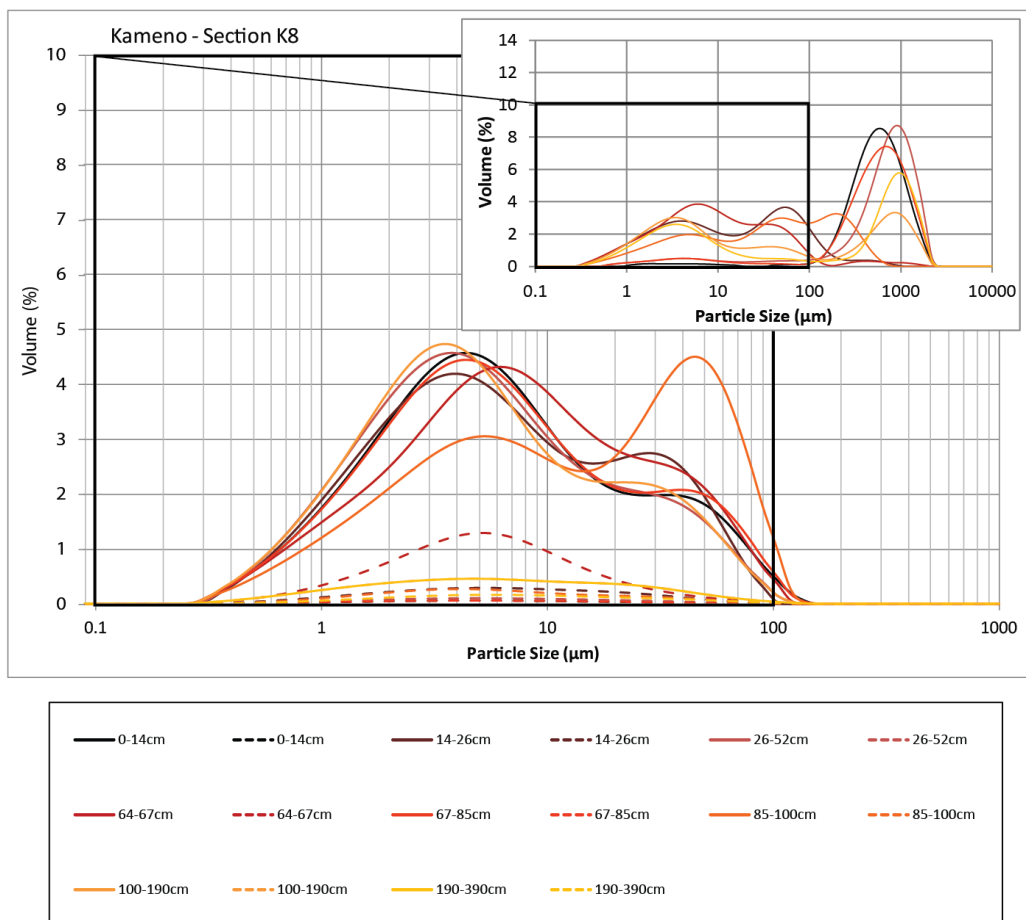 Kameno - Section K8
10
9
8
7
6
5
4
3
2
1
0
Volume (%)
0.1 1 10 100 1000
Particle Size (µm)
14
12
10
8
6
4
2
0
Volume (%)
0.1 1 10 100 1000 10000
Particle Size (µm)
0-14cm 0-14cm 14-26cm 14-26cm 26-52cm 26-52cm
64-67cm 64-67cm 67-85cm 67-85cm 85-100cm 85-100cm
100-190cm 100-190cm 190-390cm 190-390cm